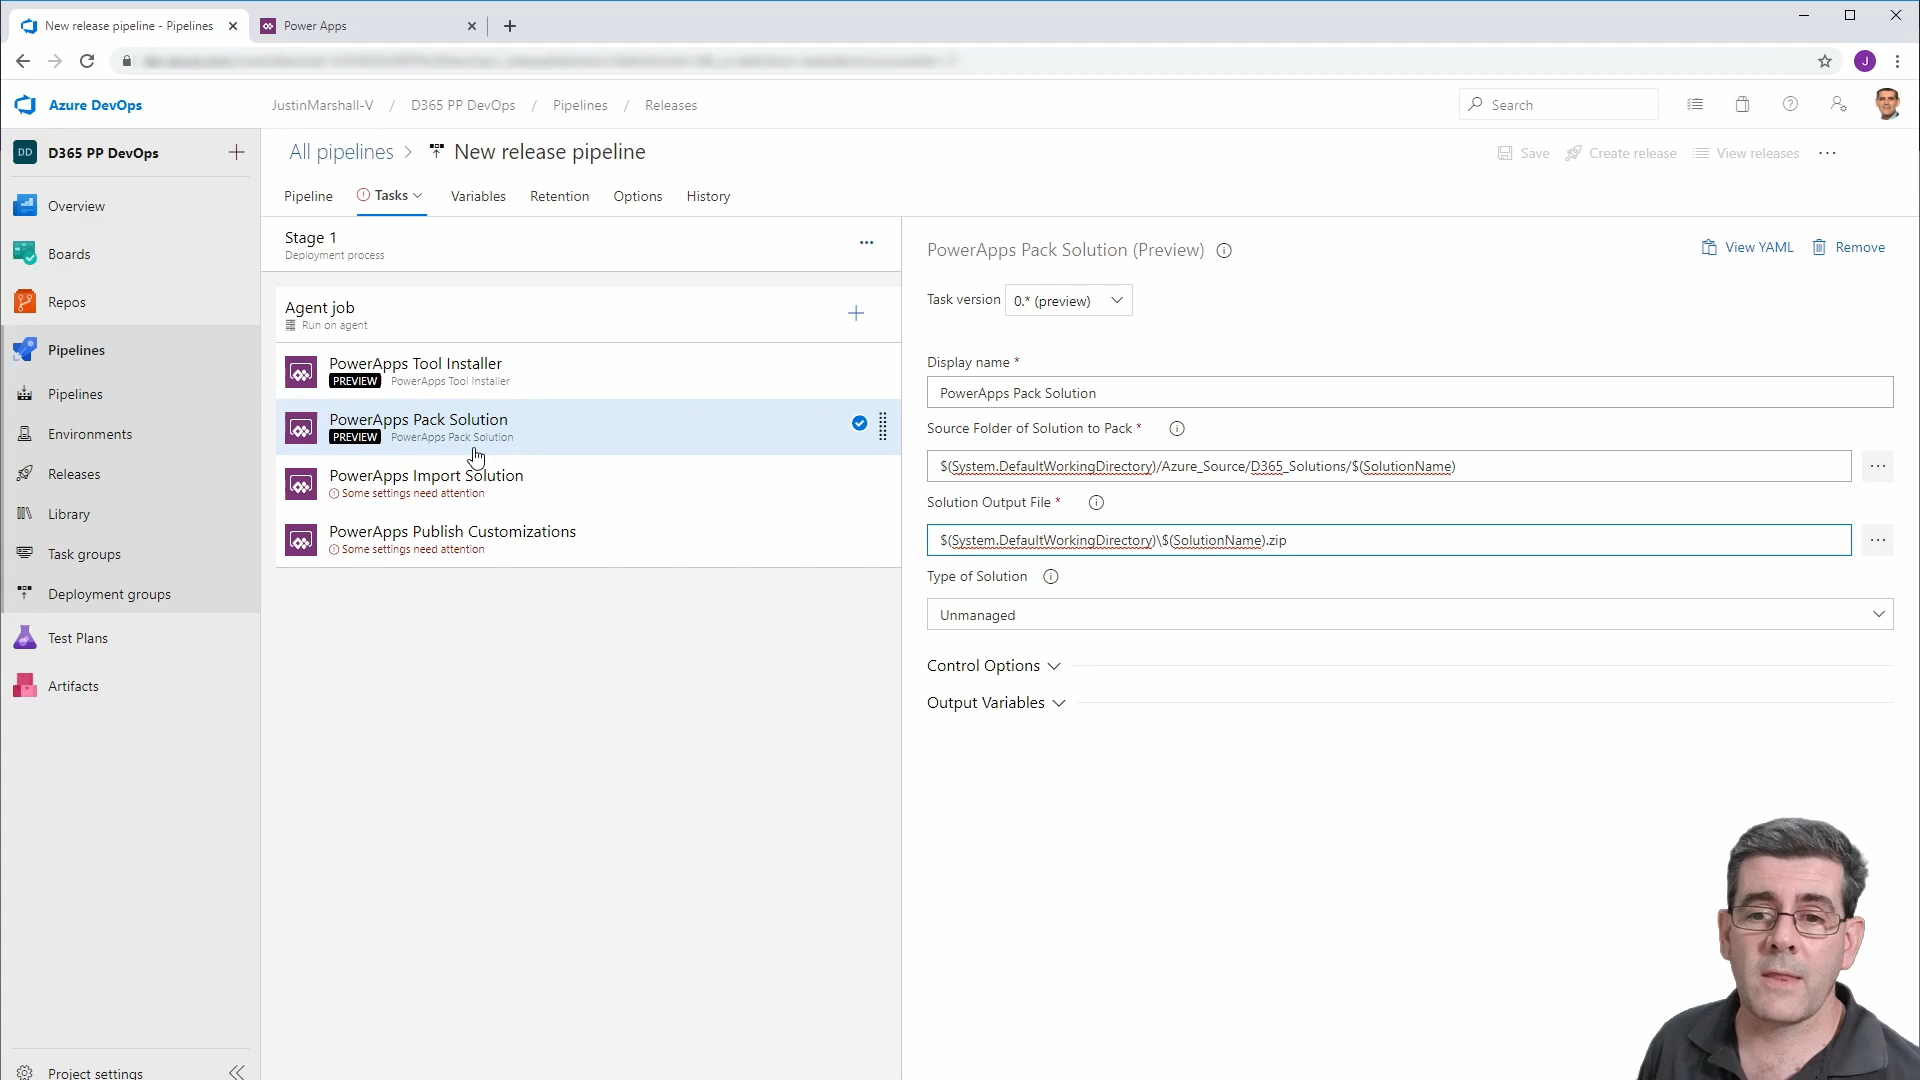 New release pipeline - Pipelines
Power Apps
J
Azure DevOps
JustinMarshall-V / D365 PP DevOps / Pipelines / Releases
Search
DD D365 PP DevOps
Overview
Boards
Repos
Pipelines
Pipelines
Environments
Releases
Library
Task groups
Deployment groups
Test Plans
Artifacts
Project settings
All pipelines > New release pipeline
Save Create release View releases
Pipeline Tasks Variables Retention Options History
Stage 1
Deployment process
Agent job
Run on agent
PowerApps Tool Installer
PREVIEW PowerApps Tool Installer
PowerApps Pack Solution
PREVIEW PowerApps Pack Solution
PowerApps Import Solution
Some settings need attention
PowerApps Publish Customizations
Some settings need attention
PowerApps Pack Solution (Preview)
View YAML Remove
Task version 0.* (preview)
Display name *
PowerApps Pack Solution
Source Folder of Solution to Pack *
$(System.DefaultWorkingDirectory)/Azure_Source/D365_Solutions/$(SolutionName)
Solution Output File *
$(System.DefaultWorkingDirectory)\$(SolutionName).zip
Type of Solution
Unmanaged
Control Options
Output Variables